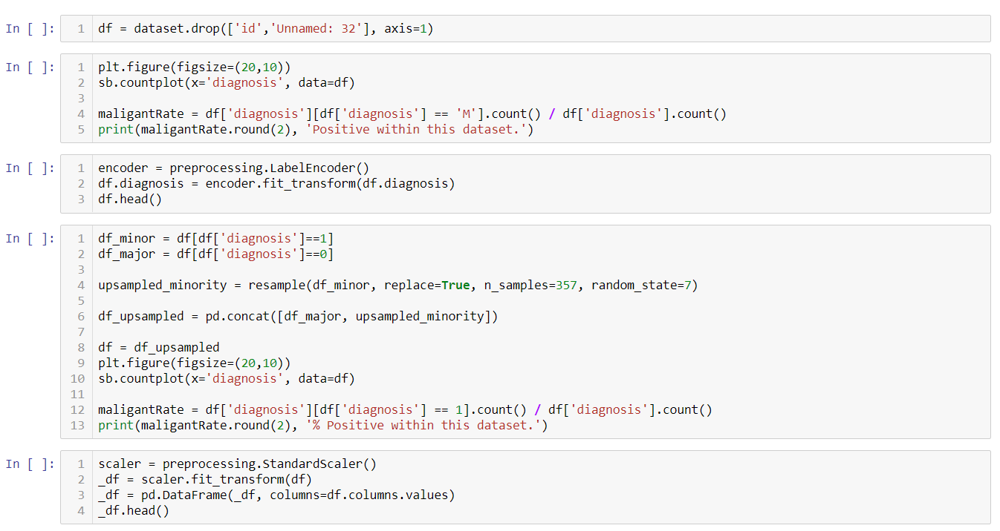 In [ ]: 1 df = dataset.drop(['id','Unnamed: 32'], axis=1)
In [ ]: 1 plt.figure(figsize=(20,10))
2 sb.countplot(x='diagnosis', data=df)
3
4 maligantRate = df['diagnosis'][df['diagnosis'] == 'M'].count() / df['diagnosis'].count()
5 print(maligantRate.round(2), 'Positive within this dataset.')
In [ ]: 1 encoder = preprocessing.LabelEncoder()
2 df.diagnosis = encoder.fit_transform(df.diagnosis)
3 df.head()
In [ ]: 1 df_minor = df[df['diagnosis']==1]
2 df_major = df[df['diagnosis']==0]
3
4 upsampled_minority = resample(df_minor, replace=True, n_samples=357, random_state=7)
5
6 df_upsampled = pd.concat([df_major, upsampled_minority])
7
8 df = df_upsampled
9 plt.figure(figsize=(20,10))
10 sb.countplot(x='diagnosis', data=df)
11
12 maligantRate = df['diagnosis'][df['diagnosis'] == 1].count() / df['diagnosis'].count()
13 print(maligantRate.round(2), '% Positive within this dataset.')
In [ ]: 1 scaler = preprocessing.StandardScaler()
2 _df = scaler.fit_transform(df)
3 _df = pd.DataFrame(_df, columns=df.columns.values)
4 _df.head()